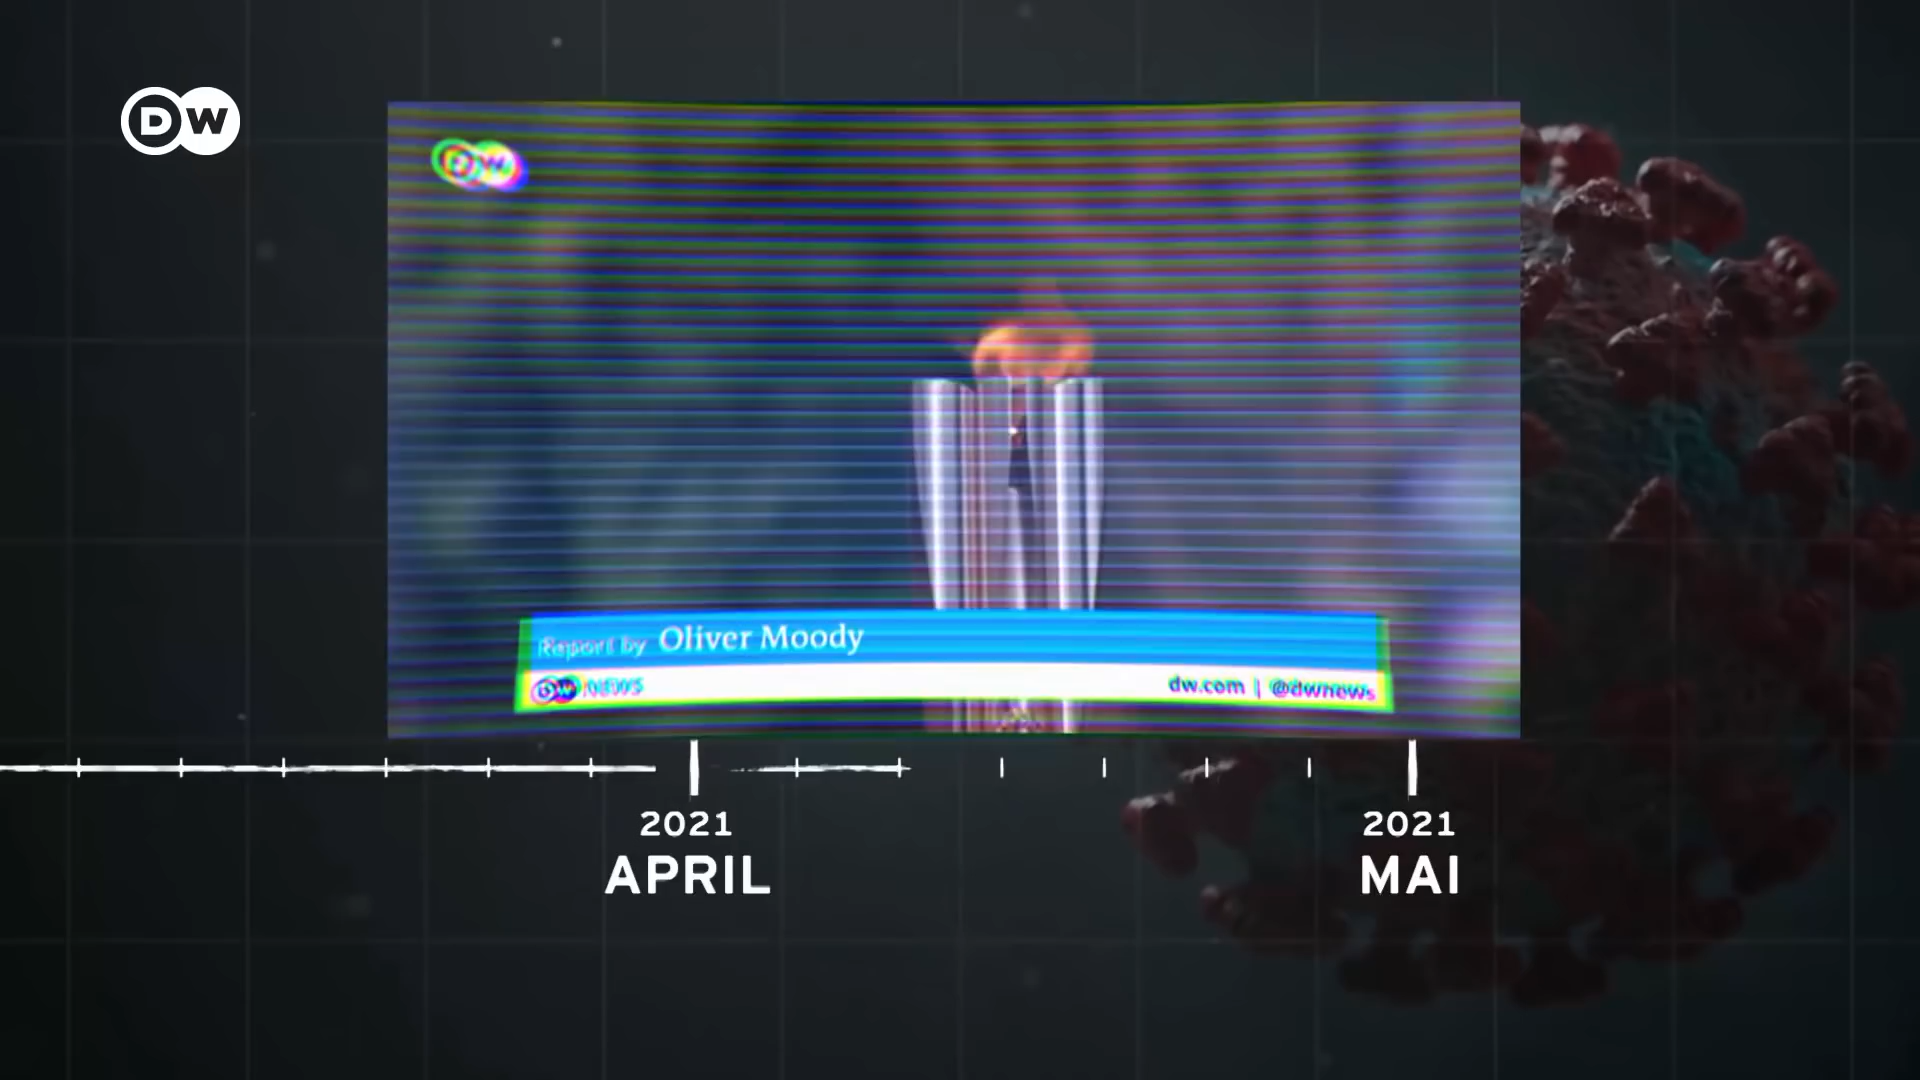 DW
DW
Report by Oliver Moody
DW NEWS
dw.com | @dwnews
2021
APRIL
2021
MAI